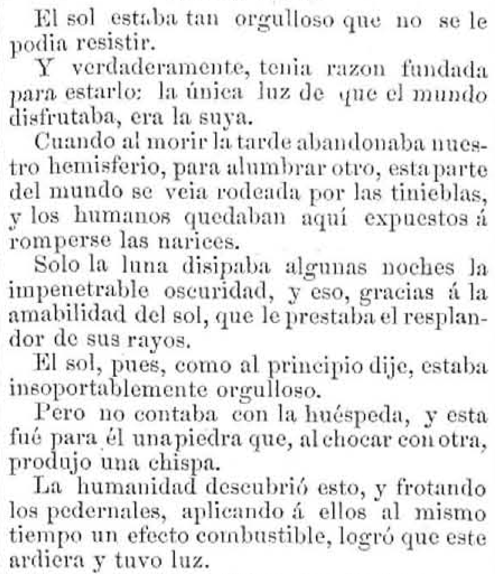 El sol estaba tan orgulloso que no se le
podia resistir.
Y verdaderamente, tenia razon fundada
para estarlo: la única luz de que el mundo
disfrutaba, era la suya.
Cuando al morir la tarde abandonaba nues-
tro hemisferio, para alumbrar otro, esta parte
del mundo se veia rodeada por las tinieblas,
y los humanos quedaban aquí expuestos á
romperse las narices.
Solo la luna disipaba algunas noches la
impenetrable oscuridad, y eso, gracias á la
amabilidad del sol, que le prestaba el resplan-
dor de sus rayos.
El sol, pues, como al principio dije, estaba
insoportablemente orgulloso.
Pero no contaba con la huéspeda, y esta
fué para él una piedra que, al chocar con otra,
produjo una chispa.
La humanidad descubrió esto, y frotando
los pedernales, aplicando á ellos al mismo
tiempo un efecto combustible, logró que este
ardiera y tuvo luz.